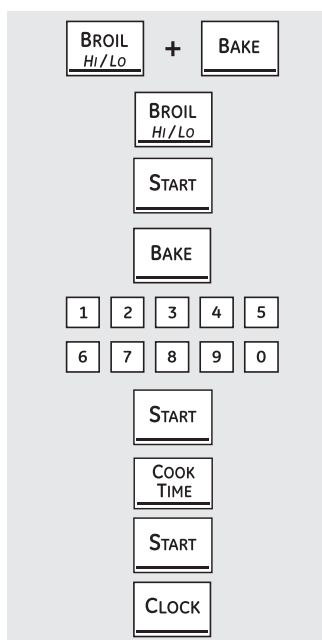 BROIL + BAKE
HI/LO
BROIL
HI/LO
START
BAKE
1 2 3 4 5
6 7 8 9 0
START
COOK
TIME
START
CLOCK